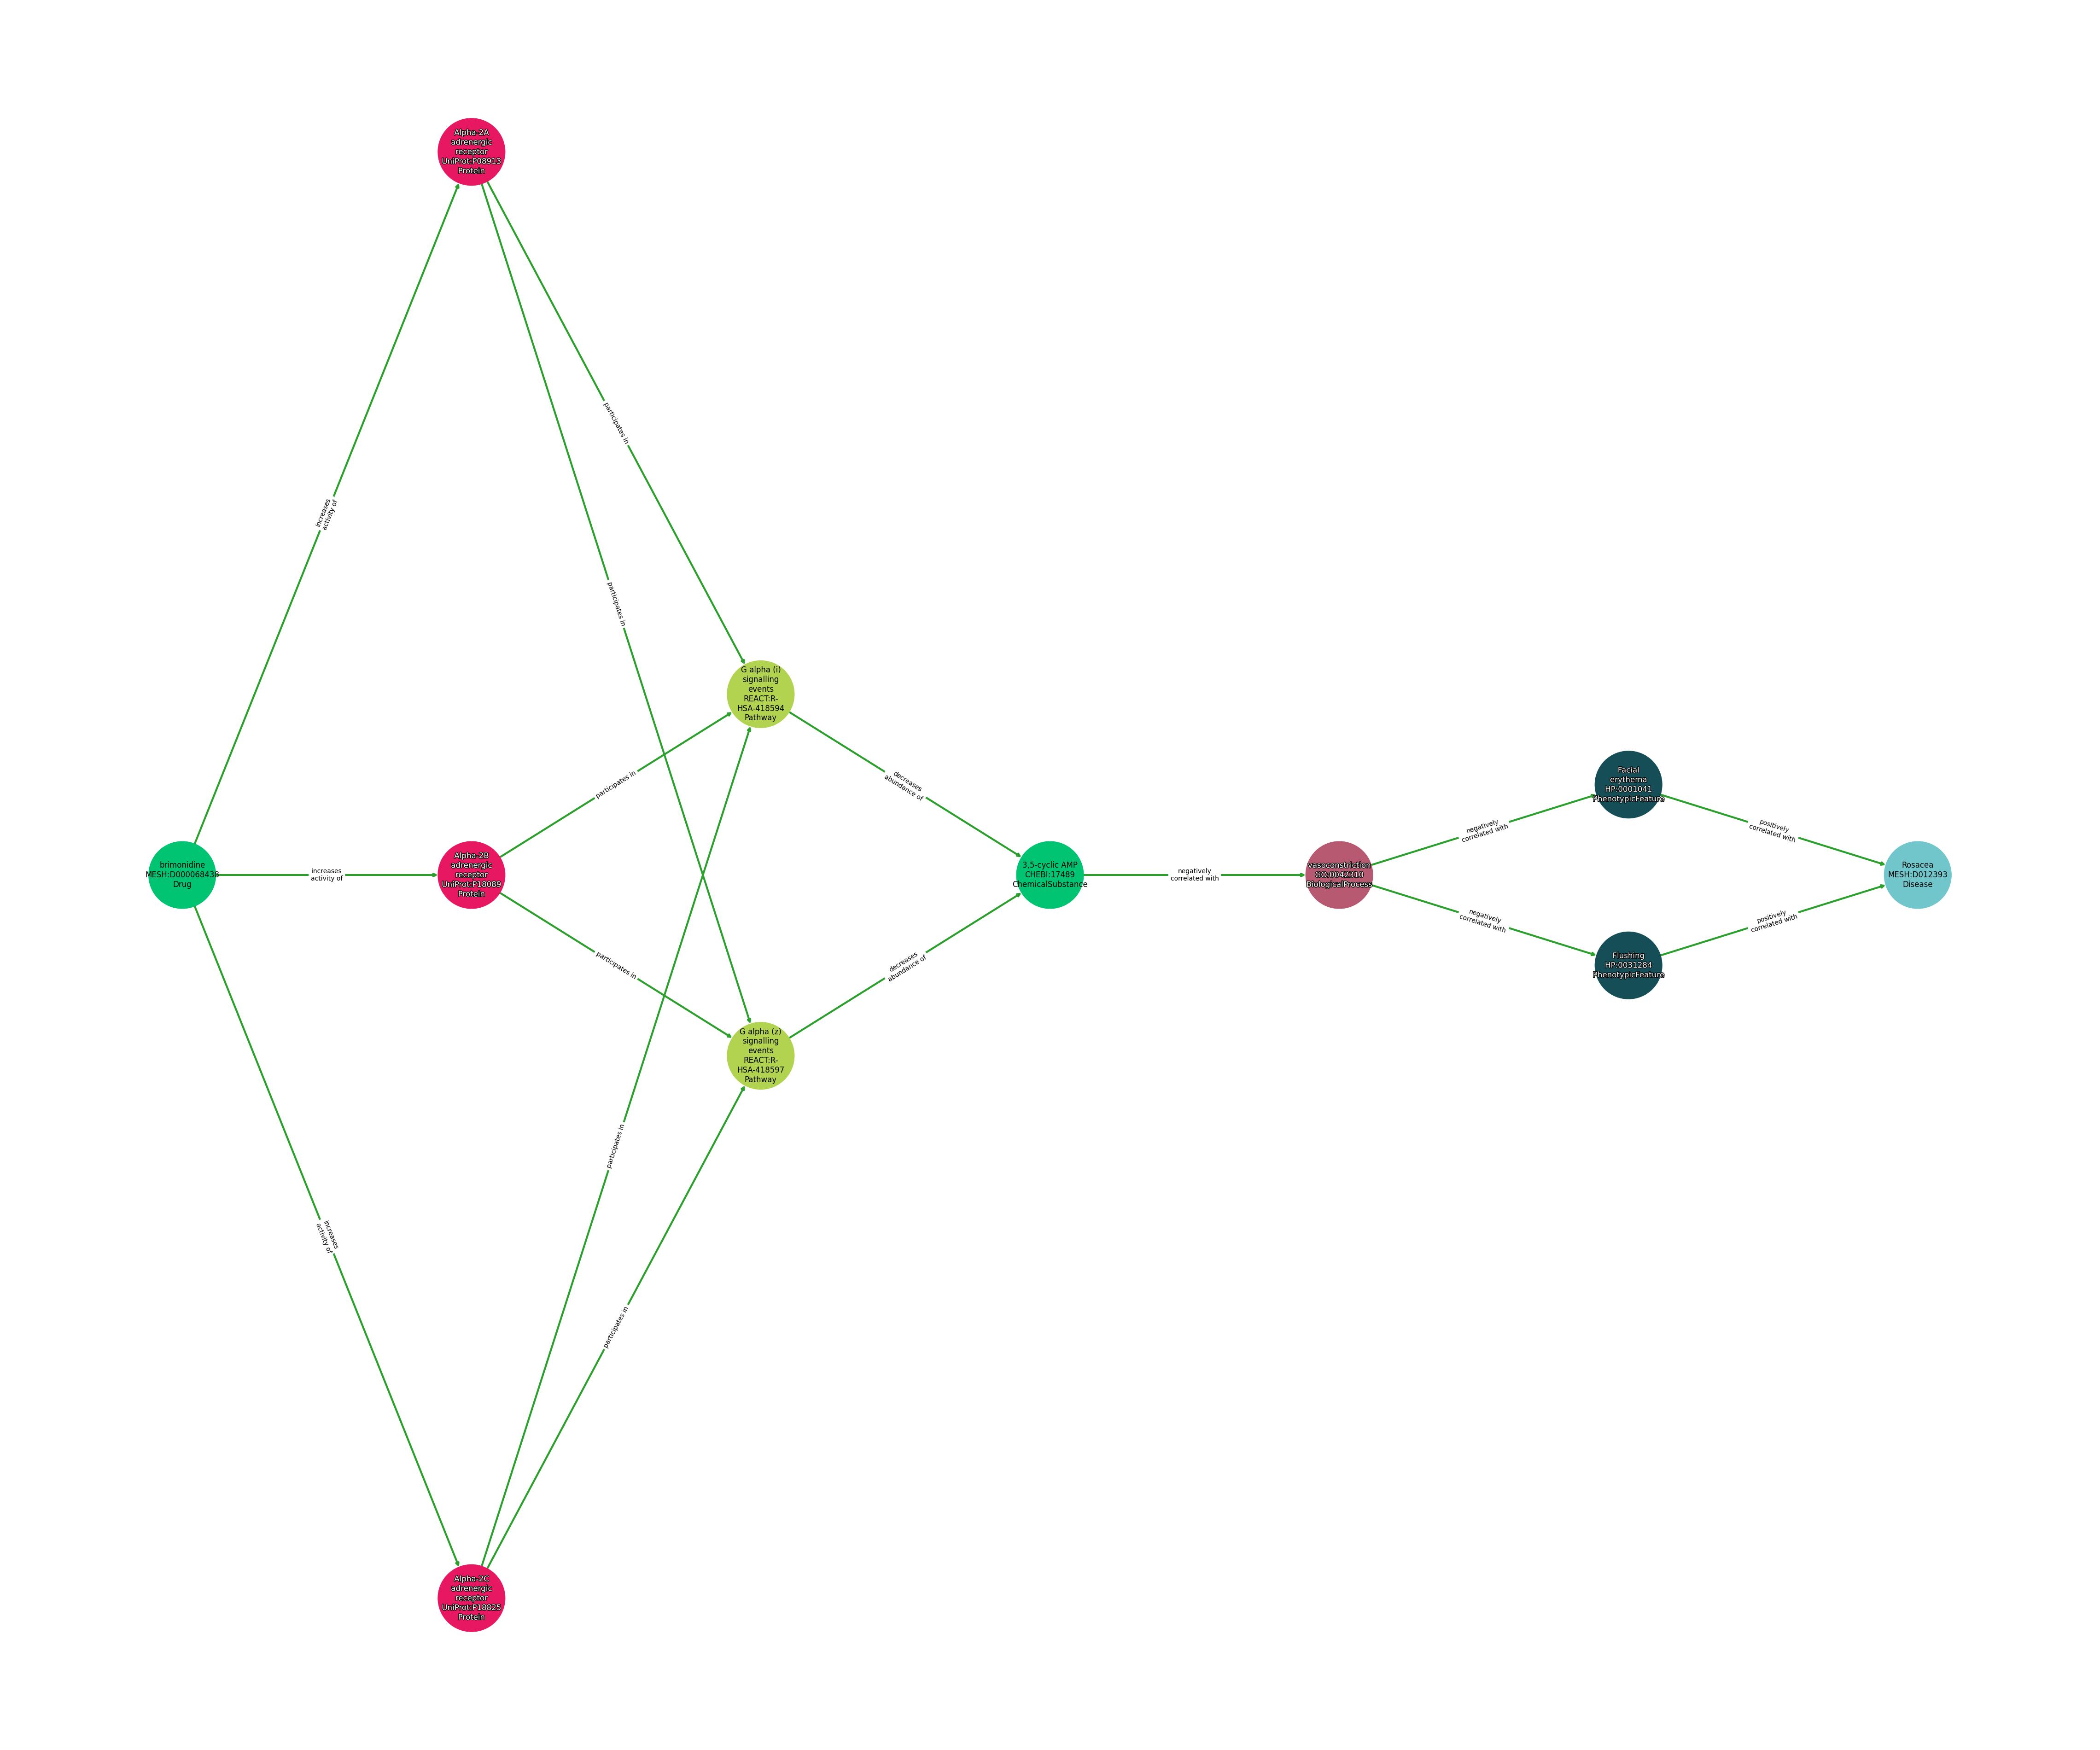 Alpha-2A
adrenergic
receptor
UniProt:P08913
Protein
participates in
increases
activity of
participates in
G alpha (i)
signalling
events
REACT:R-
HSA-418594
Pathway
participates in
decreases
abundance of
Facial
erythema
HP:0001041
PhenotypicFeature
negatively
correlated with
positively
correlated with
brimonidine
MESH:D000068438
Drug
increases
activity of
Alpha-2B
adrenergic
receptor
UniProt:P18089
Protein
3,5-cyclic AMP
CHEBI:17489
ChemicalSubstance
negatively
correlated with
vasoconstriction
GO:0042310
BiologicalProcess
Rosacea
MESH:D012393
Disease
negatively
correlated with
positively
correlated with
participates in
decreases
abundance of
Flushing
HP:0031284
PhenotypicFeature
G alpha (z)
signalling
events
REACT:R-
HSA-418597
Pathway
participates in
increases
activity of
participates in
Alpha-2C
adrenergic
receptor
UniProt:P18825
Protein